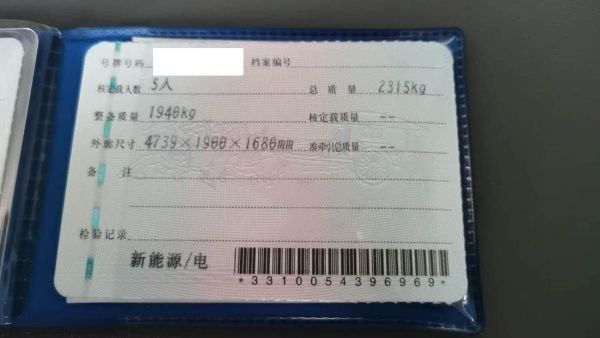 号牌号码 档案编号
核定载人数 5人 总质量 2315kg
整备质量 1940kg 核定载质量 --
外廓尺寸 4739×1900×1680mm 准牵引总质量 --
备注
检验记录
新能源/电
*3310054396969*